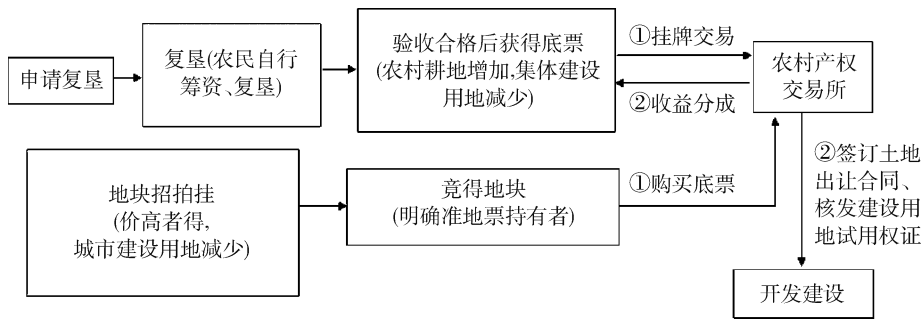 申请复垦
复垦(农民自行
筹资、复垦)
验收合格后获得底票
(农村耕地增加,集体建设
用地减少)
①挂牌交易
②收益分成
农村产权
交易所
地块招拍挂
(价高者得,
城市建设用地减少)
竟得地块
(明确准地票持有者)
①购买底票
②签订土地
出让合同、
核发建设用
地试用权证
开发建设